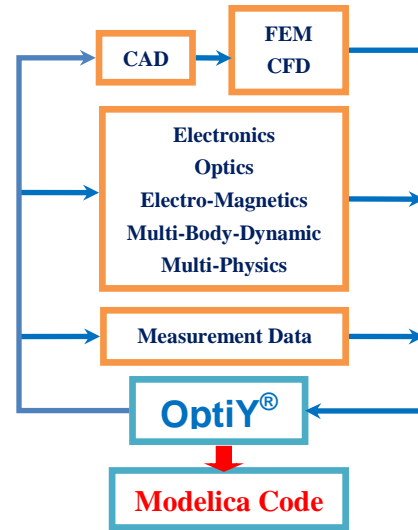 CAD
FEM
CFD
Electronics
Optics
Electro-Magnetics
Multi-Body-Dynamic
Multi-Physics
Measurement Data
OptiY®
Modelica Code